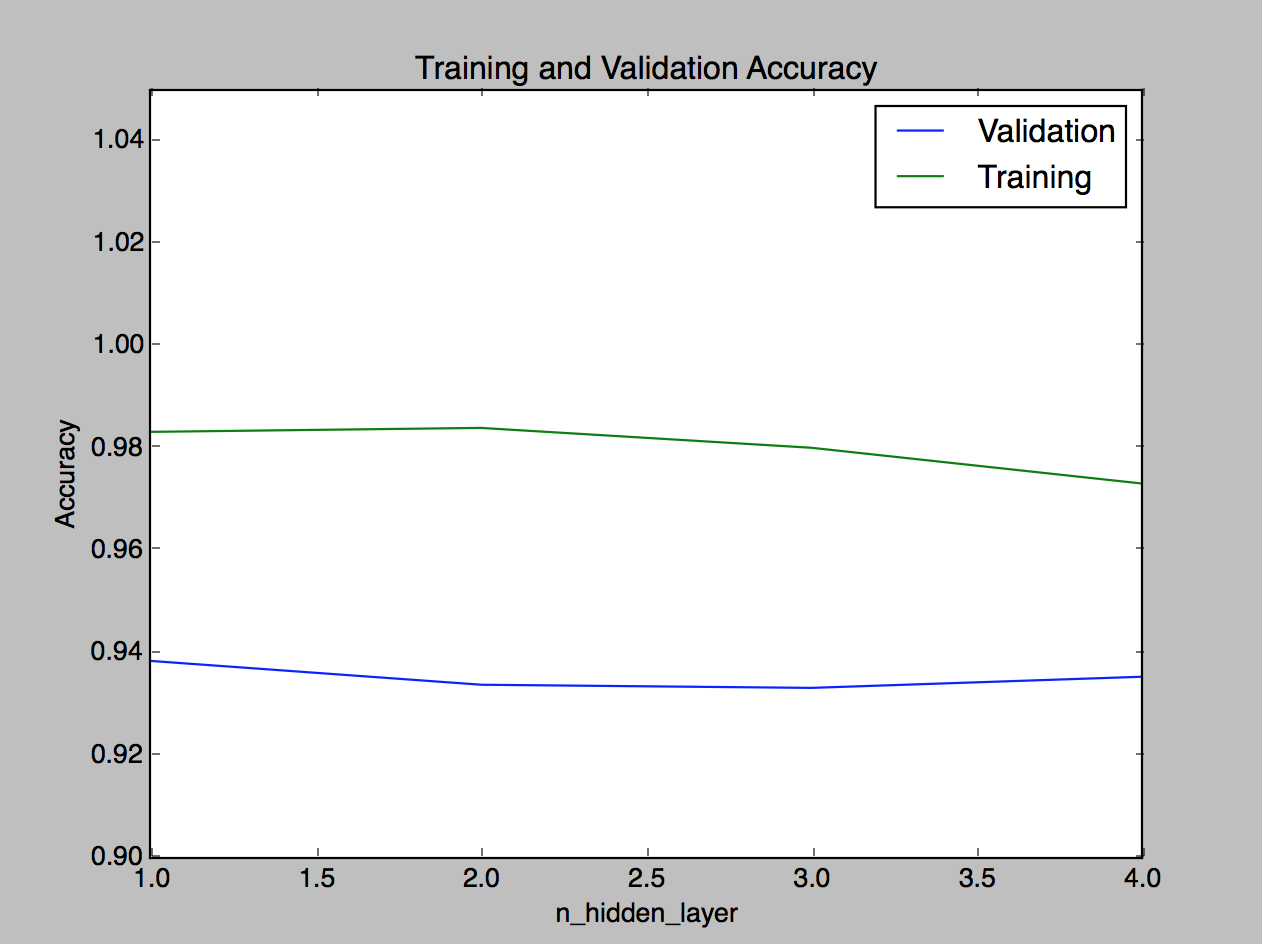 Training and Validation Accuracy
Validation
Training
1.04
1.02
1.00
0.98
0.96
0.94
0.92
0.90
Accuracy
1.0 1.5 2.0 2.5 3.0 3.5 4.0
n_hidden_layer